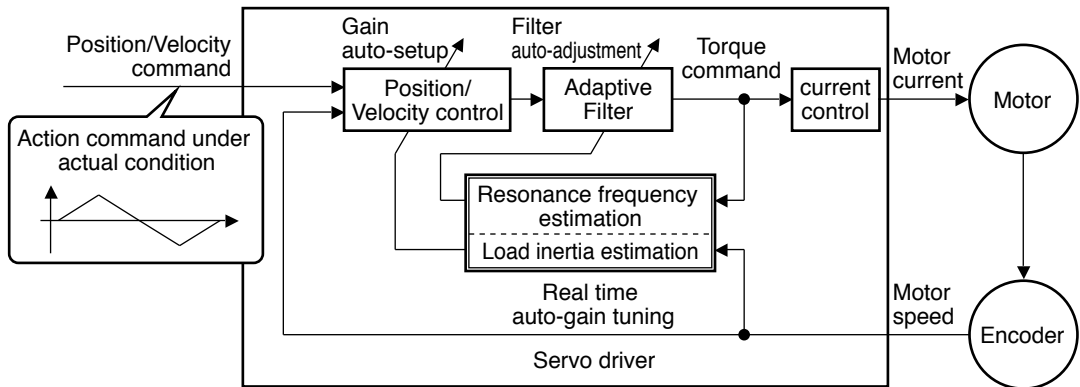 Position/Velocity
command
Action command under
actual condition
Gain
auto-setup
Filter
auto-adjustment
Position/
Velocity control
Adaptive
Filter
Torque
command
current
control
Motor
current
Motor
Resonance frequency
estimation
Load inertia estimation
Real time
auto-gain tuning
Motor
speed
Encoder
Servo driver